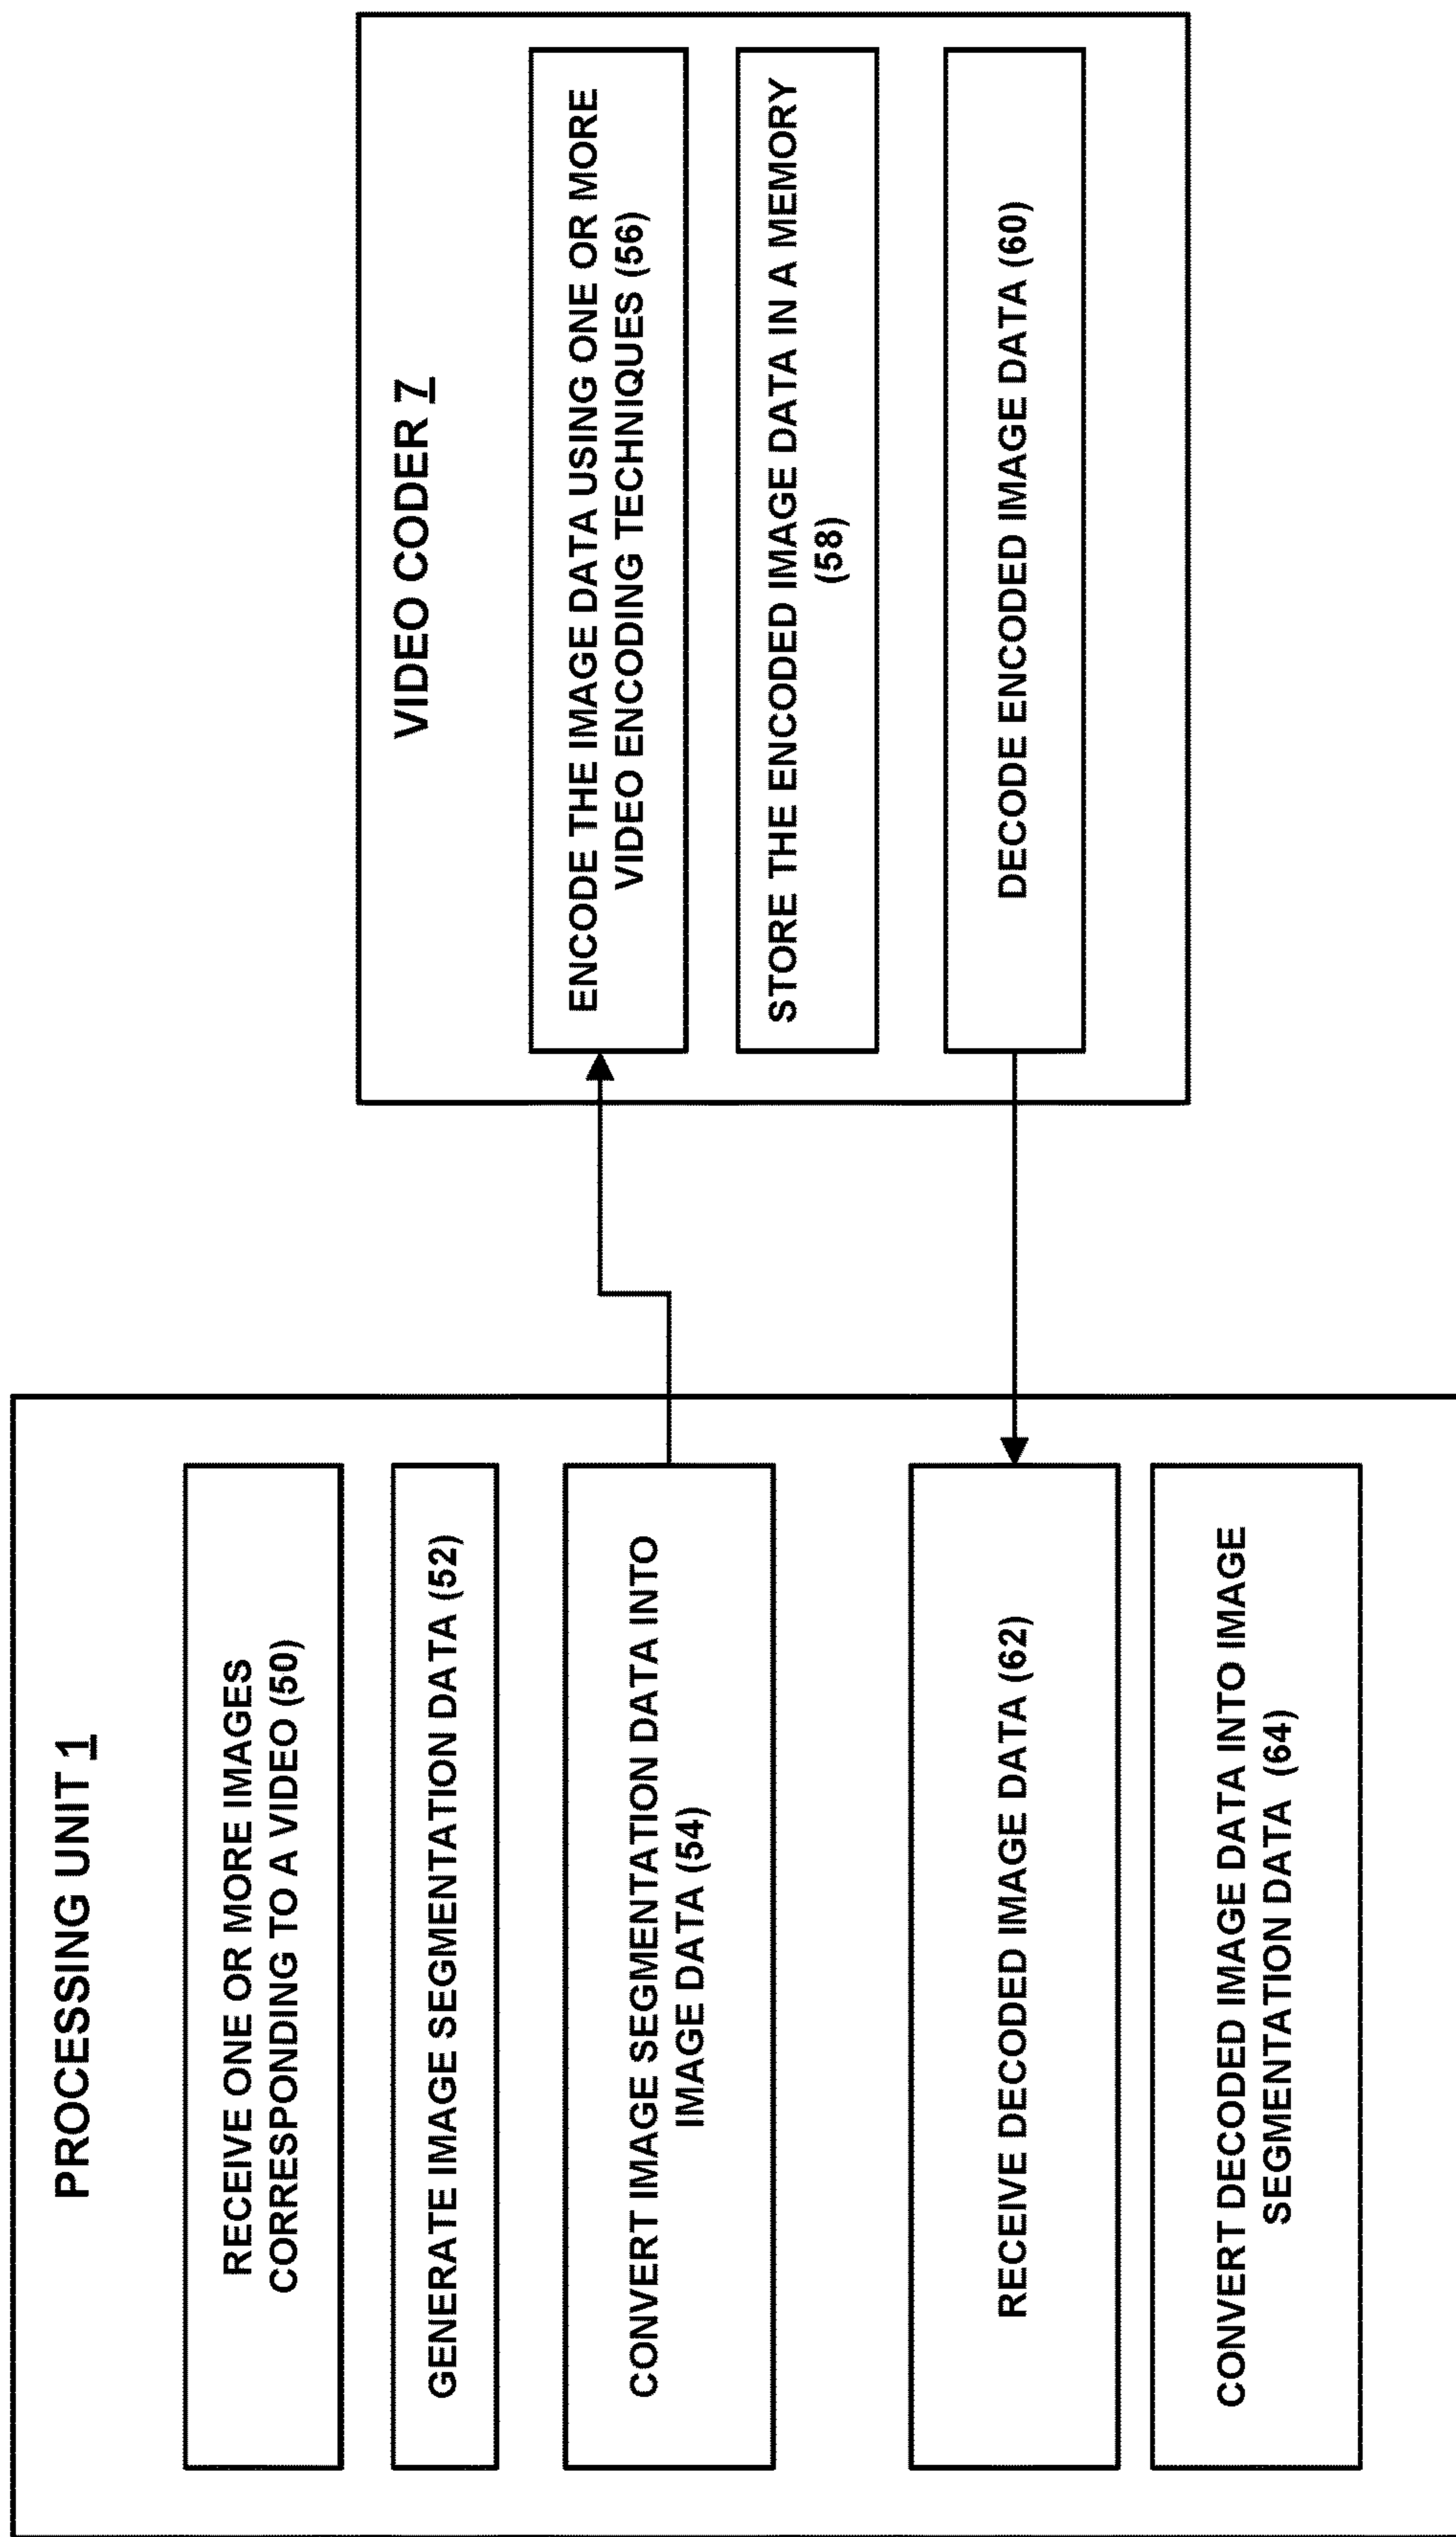 PROCESSING UNIT 1
RECEIVE ONE OR MORE IMAGES
CORRESPONDING TO A VIDEO (50)
GENERATE IMAGE SEGMENTATION DATA (52)
CONVERT IMAGE SEGMENTATION DATA INTO
IMAGE DATA (54)
RECEIVE DECODED IMAGE DATA (62)
CONVERT DECODED IMAGE DATA INTO IMAGE
SEGMENTATION DATA (64)
VIDEO CODER 7
ENCODE THE IMAGE DATA USING ONE OR MORE
VIDEO ENCODING TECHNIQUES (56)
STORE THE ENCODED IMAGE DATA IN A MEMORY
(58)
DECODE ENCODED IMAGE DATA (60)